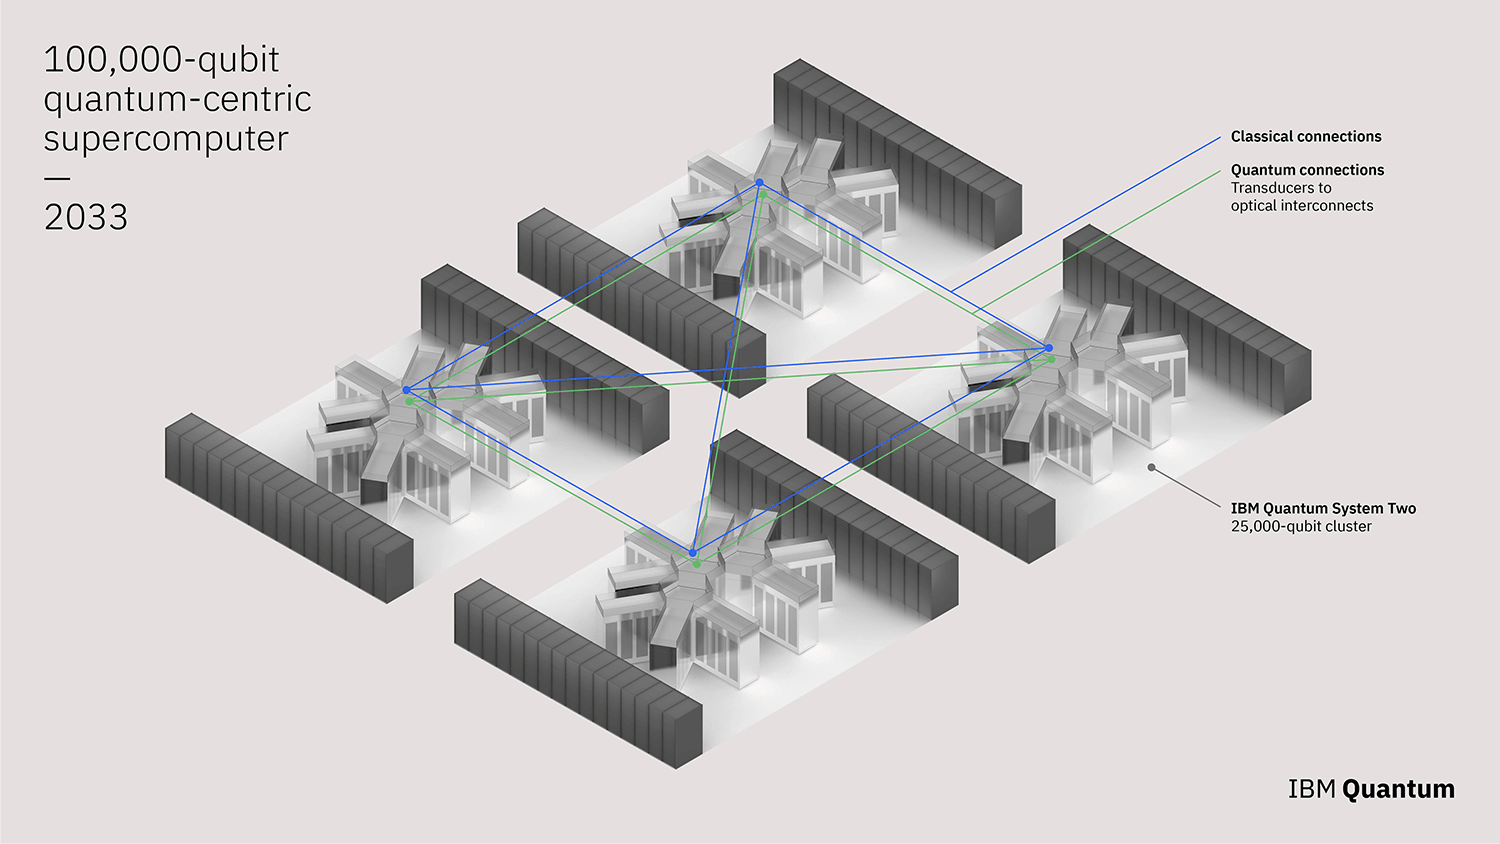 100,000-qubit
quantum-centric
supercomputer
—
2033
Classical connections
Quantum connections
Transducers to
optical interconnects
IBM Quantum System Two
25,000-qubit cluster
IBM Quantum